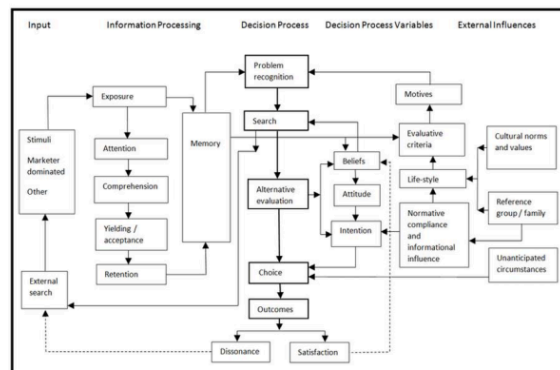 Input
Information Processing
Decision Process
Decision Process Variables
External Influences
Problem
recognition
Exposure
Motives
Search
Memory
Evaluative
criteria
Stimuli
Marketer
dominated
Other
Attention
Cultural norms
and values
Beliefs
Comprehension
Life-style
Alternative
evaluation
Attitude
Yielding /
acceptance
Intention
Normative
compliance
and
informational
influence
Reference
group / family
Retention
Unanticipated
circumstances
External
search
Choice
Outcomes
Dissonance
Satisfaction